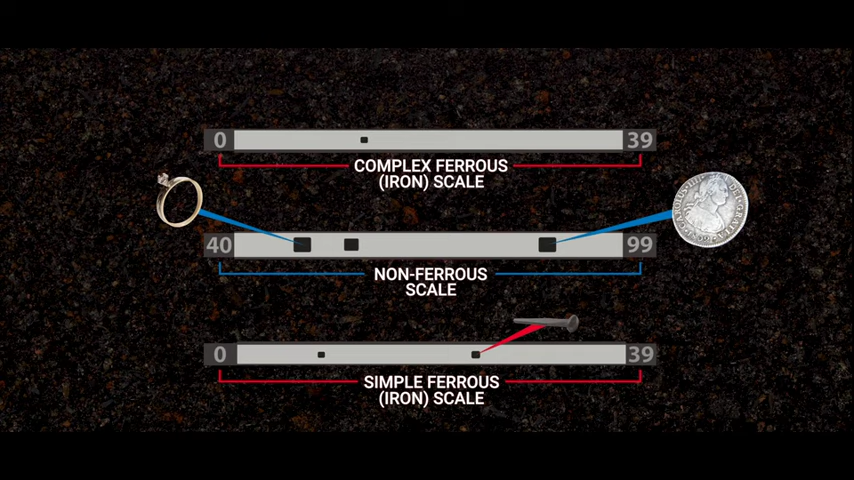 0 39
COMPLEX FERROUS
(IRON) SCALE
40 99
NON-FERROUS
SCALE
0 39
SIMPLE FERROUS
(IRON) SCALE